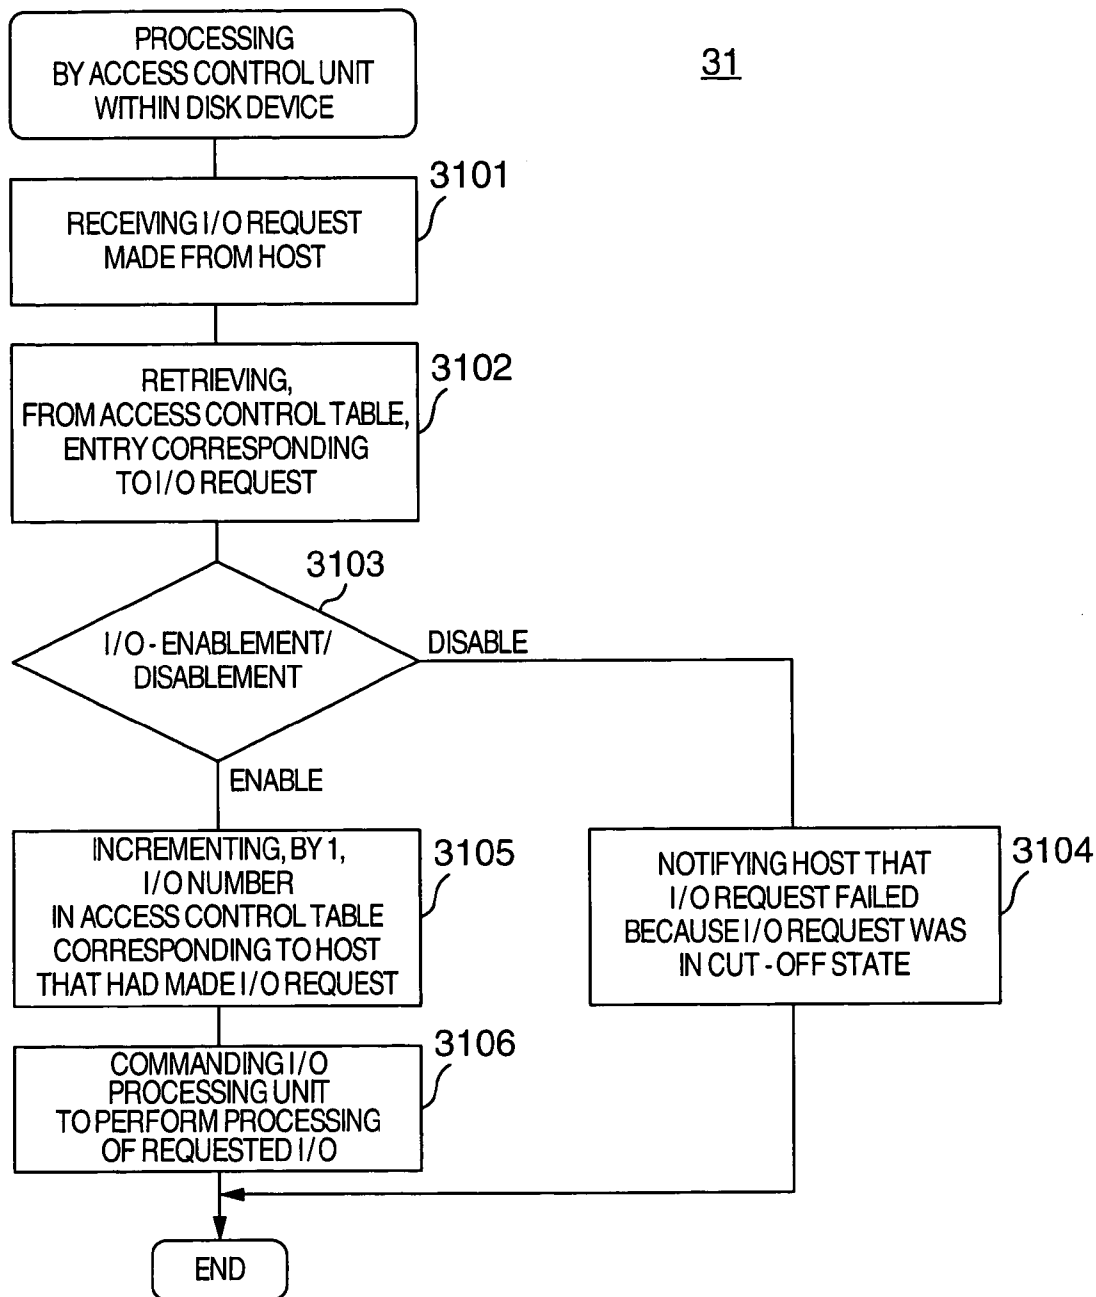 PROCESSING
BY ACCESS CONTROL UNIT
WITHIN DISK DEVICE
31
3101
RECEIVING I/O REQUEST
MADE FROM HOST
3102
RETRIEVING,
FROM ACCESS CONTROL TABLE,
ENTRY CORRESPONDING
TO I/O REQUEST
3103
I/O - ENABLEMENT/
DISABLEMENT
DISABLE
ENABLE
INCREMENTING, BY 1,
I/O NUMBER
IN ACCESS CONTROL TABLE
CORRESPONDING TO HOST
THAT HAD MADE I/O REQUEST
3105
NOTIFYING HOST THAT
I/O REQUEST FAILED
BECAUSE I/O REQUEST WAS
IN CUT - OFF STATE
3104
COMMANDING I/O
PROCESSING UNIT
TO PERFORM PROCESSING
OF REQUESTED I/O
3106
END